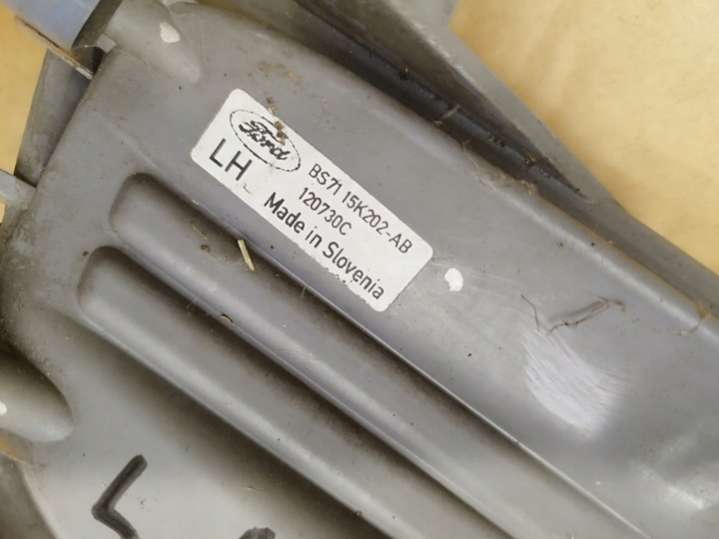 Ford
LH
BS71 15K202-AB
120730C
Made in Slovenia
L